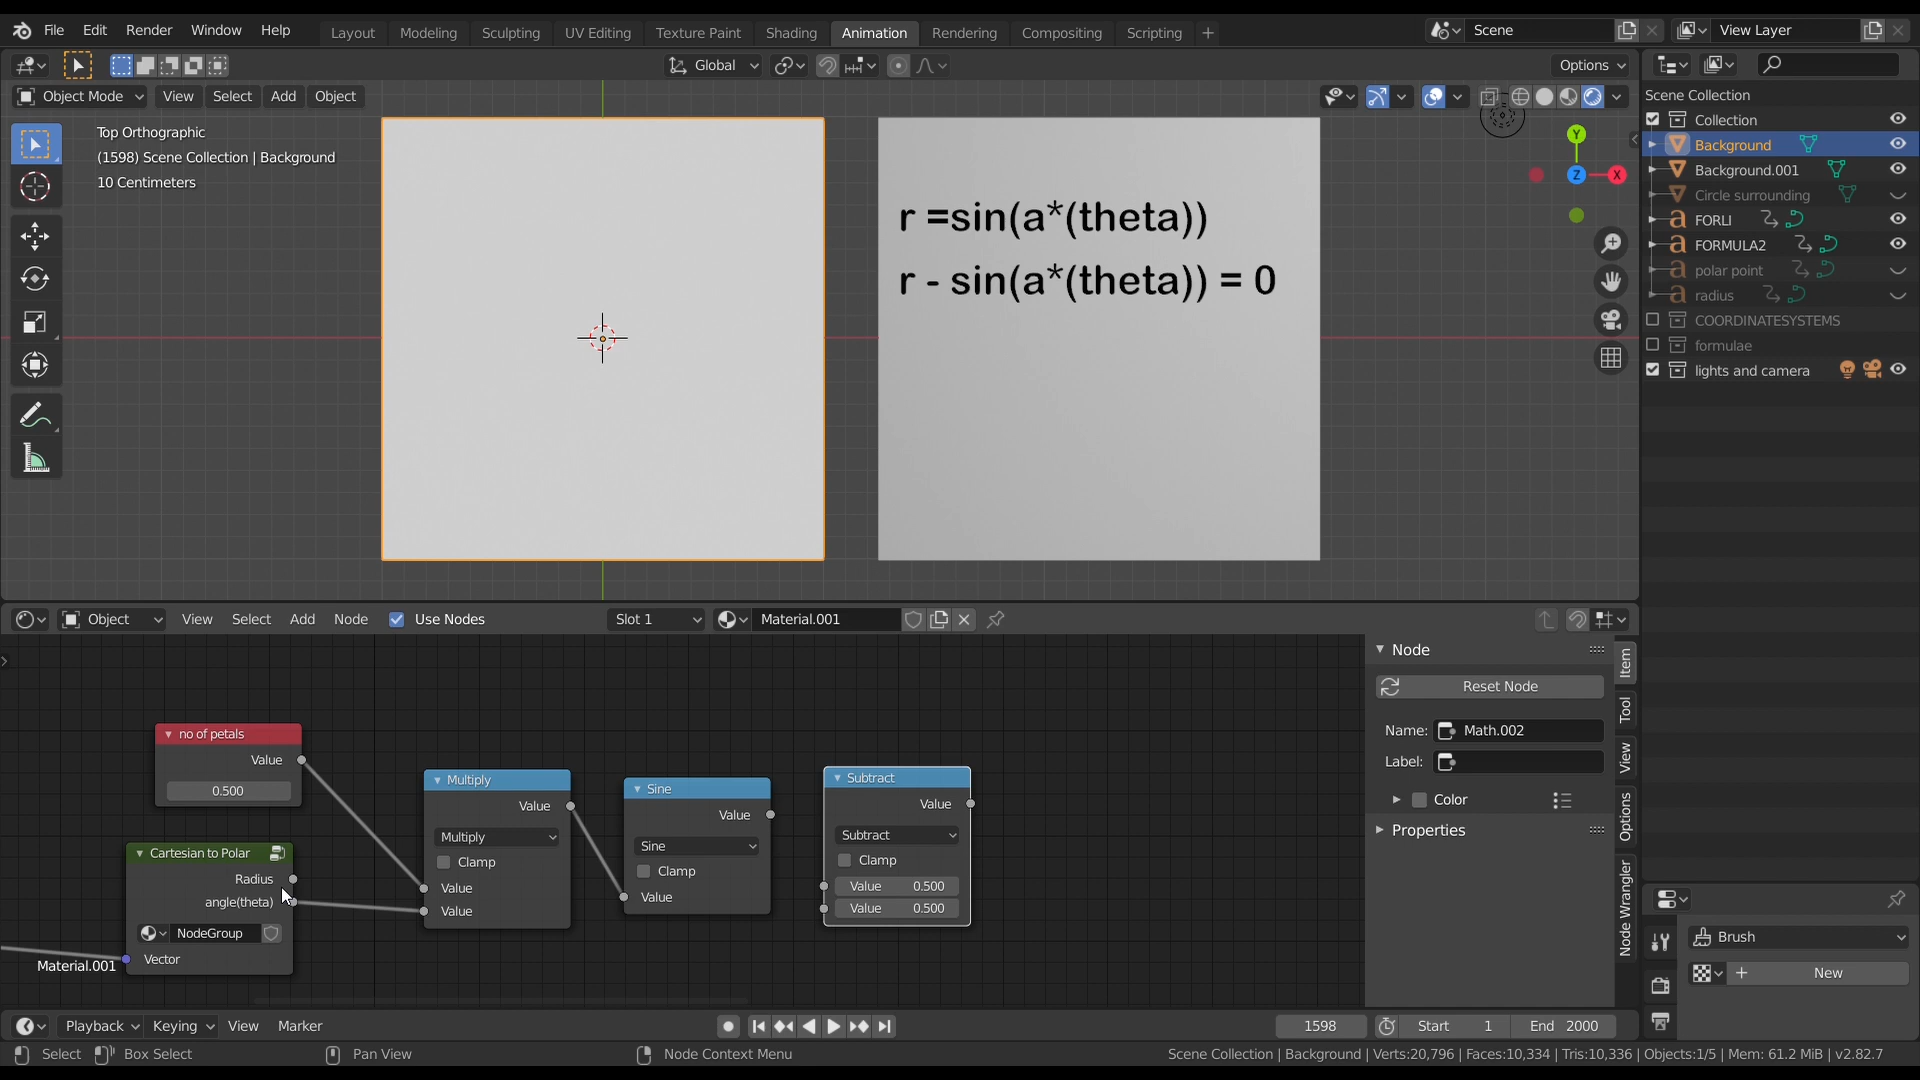 File Edit Render Window Help Layout Modeling Sculpting UV Editing Texture Paint Shading Animation Rendering Compositing Scripting + Scene View Layer
Global Options
Object Mode View Select Add Object
Top Orthographic
(1598) Scene Collection | Background
10 Centimeters
r =sin(a*(theta))
r - sin(a*(theta)) = 0
Y
Z
X
Scene Collection
Collection
Background
Background.001
Circle surrounding
FORLI
FORMULA2
polar point
radius
COORDINATESYSTEMS
formulae
lights and camera
Object View Select Add Node Use Nodes Slot 1 Material.001
no of petals
Value
0.500
Cartesian to Polar
Radius
angle(theta)
NodeGroup
Vector
Material.001
Multiply
Value
Multiply
Clamp
Value
Value
Sine
Value
Sine
Clamp
Value
Subtract
Value
Subtract
Clamp
Value 0.500
Value 0.500
Node
Reset Node
Name: Math.002
Label:
Color
Properties
Item
Tool
View
Options
Node Wrangler
Brush
New
Playback Keying View Marker 1598 Start 1 End 2000
Select Box Select Pan View Node Context Menu Scene Collection | Background | Verts:20,796 | Faces:10,334 | Tris:10,336 | Objects:1/5 | Mem: 61.2 MiB | v2.82.7